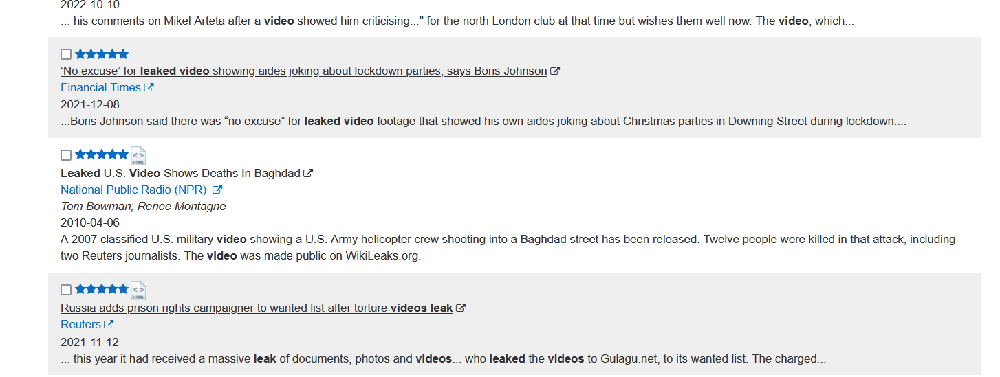 2022-10-10
... his comments on Mikel Arteta after a video showed him criticising..." for the north London club at that time but wishes them well now. The video, which...
‘No excuse’ for leaked video showing aides joking about lockdown parties, says Boris Johnson
Financial Times
2021-12-08
...Boris Johnson said there was “no excuse” for leaked video footage that showed his own aides joking about Christmas parties in Downing Street during lockdown....
HTML
Leaked U.S. Video Shows Deaths In Baghdad
National Public Radio (NPR)
Tom Bowman; Renee Montagne
2010-04-06
A 2007 classified U.S. military video showing a U.S. Army helicopter crew shooting into a Baghdad street has been released. Twelve people were killed in that attack, including
two Reuters journalists. The video was made public on WikiLeaks.org.
HTML
Russia adds prison rights campaigner to wanted list after torture videos leak
Reuters
2021-11-12
... this year it had received a massive leak of documents, photos and videos... who leaked the videos to Gulagu.net, to its wanted list. The charged...